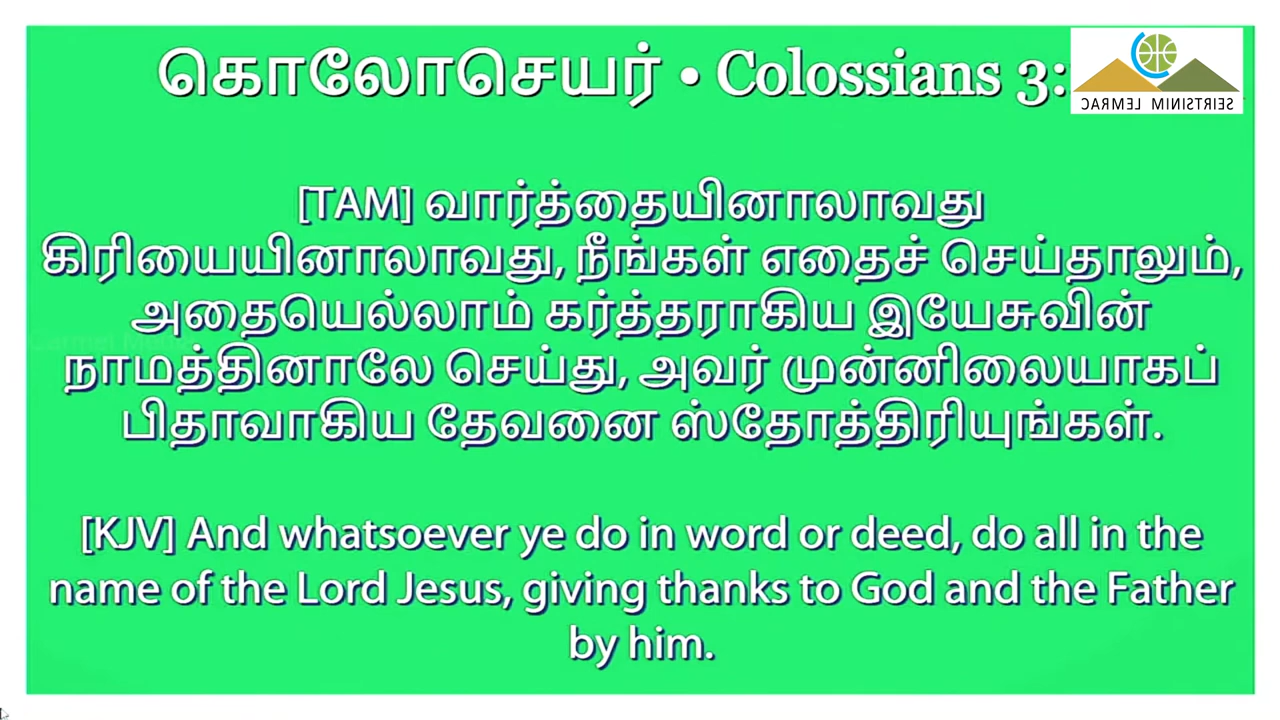 கொலோசெயர் • Colossians 3:
CARMEL MINISTRIES
[TAM] வார்த்தையினாலாவது
கிரியையினாலாவது, நீங்கள் எதைச் செய்தாலும்,
அதையெல்லாம் கர்த்தராகிய இயேசுவின்
நாமத்தினாலே செய்து, அவர் முன்னிலையாகப்
பிதாவாகிய தேவனை ஸ்தோத்திரியுங்கள்.
[KJV] And whatsoever ye do in word or deed, do all in the
name of the Lord Jesus, giving thanks to God and the Father
by him.